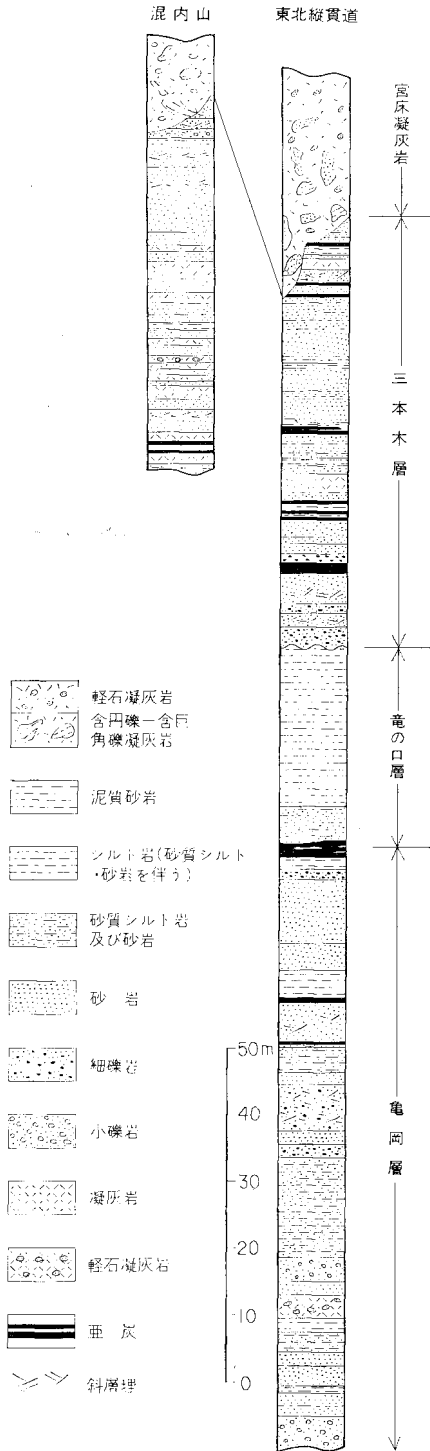 混内山
東北縦貫道
宮床凝灰岩
三本木層
竜の口層
亀岡層
軽石凝灰岩
含円礫－含巨
角礫凝灰岩
泥質砂岩
シルト岩(砂質シルト
・砂岩を伴う)
砂質シルト岩
及び砂岩
砂岩
細礫岩
小礫岩
凝灰岩
軽石凝灰岩
亜炭
斜層理
50m
40
30
20
10
0